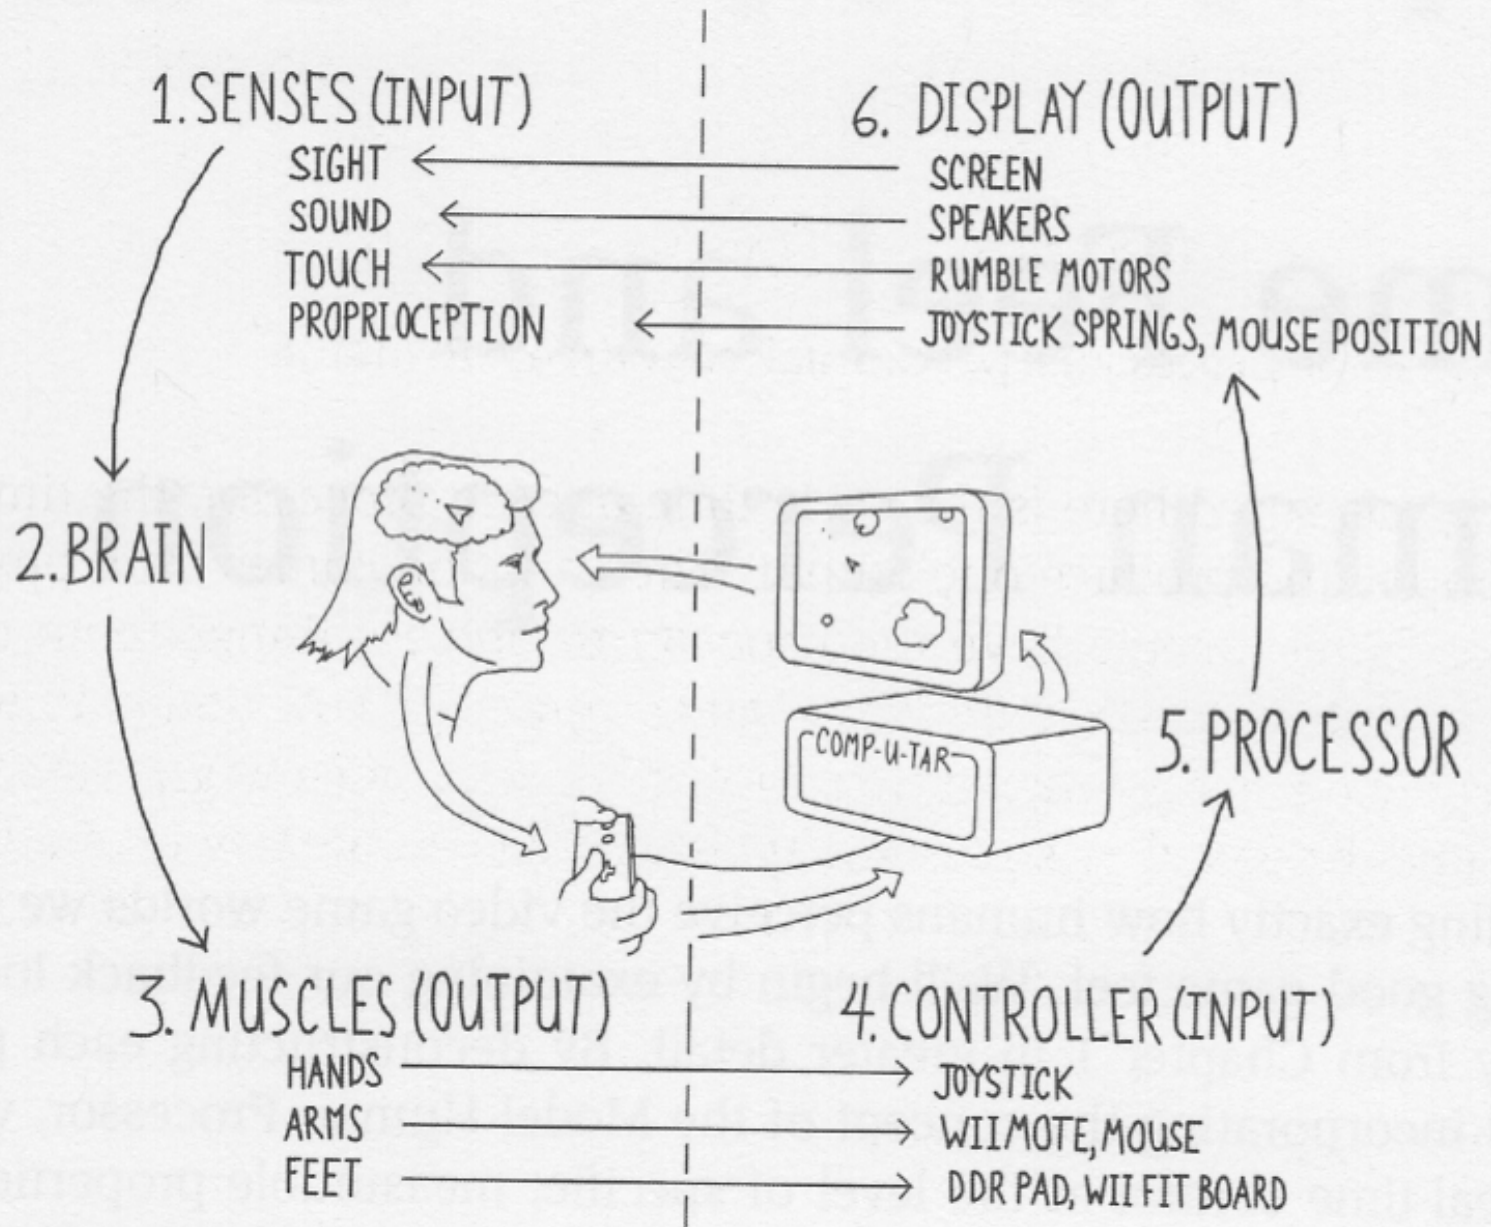 1. SENSES (INPUT)
SIGHT
SOUND
TOUCH
PROPRIOCEPTION
6. DISPLAY (OUTPUT)
SCREEN
SPEAKERS
RUMBLE MOTORS
JOYSTICK SPRINGS, MOUSE POSITION
2. BRAIN
COMP-U-TAR
5. PROCESSOR
3. MUSCLES (OUTPUT)
HANDS
ARMS
FEET
4. CONTROLLER (INPUT)
JOYSTICK
WIIMOTE, MOUSE
DDR PAD, WII FIT BOARD